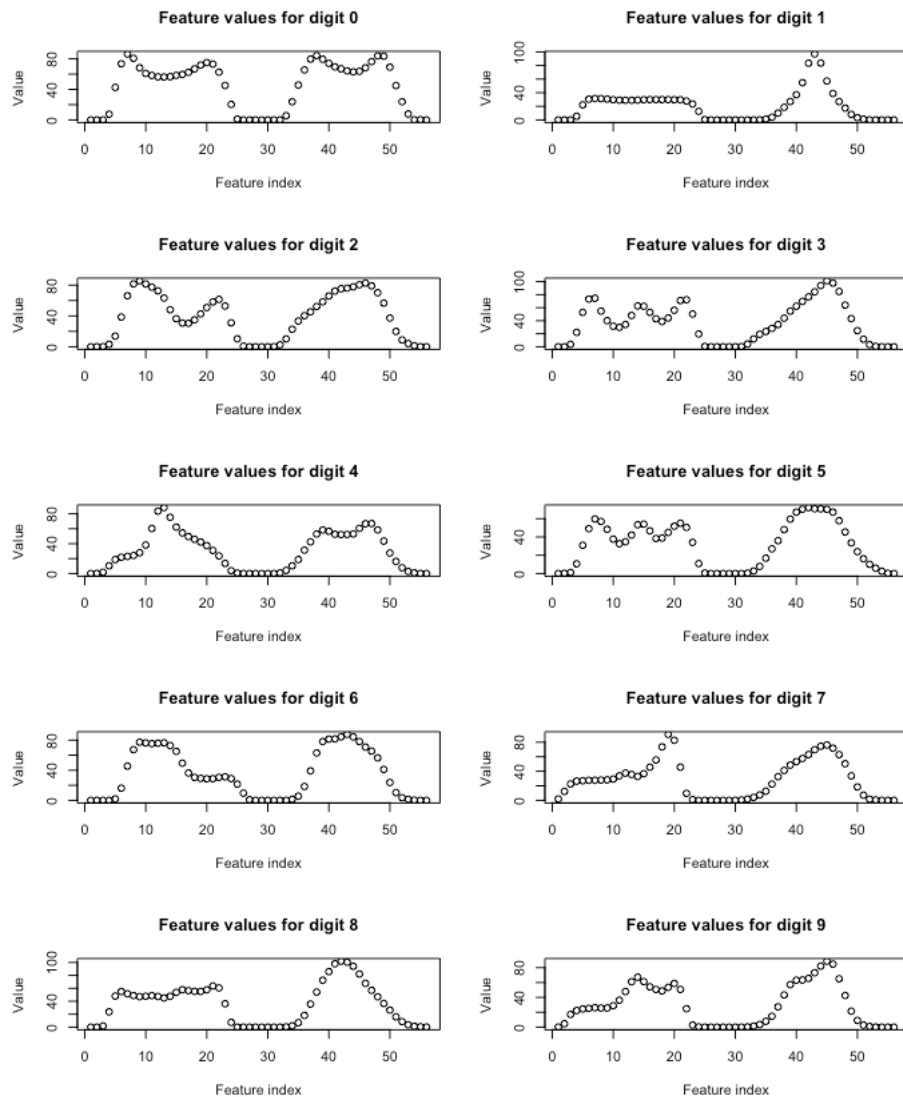 Feature values for digit 0
Value
0 40 80
0 10 20 30 40 50
Feature index
Feature values for digit 1
Value
0 40 100
0 10 20 30 40 50
Feature index
Feature values for digit 2
Value
0 40 80
0 10 20 30 40 50
Feature index
Feature values for digit 3
Value
0 40 100
0 10 20 30 40 50
Feature index
Feature values for digit 4
Value
0 40 80
0 10 20 30 40 50
Feature index
Feature values for digit 5
Value
0 40
0 10 20 30 40 50
Feature index
Feature values for digit 6
Value
0 40 80
0 10 20 30 40 50
Feature index
Feature values for digit 7
Value
0 40 80
0 10 20 30 40 50
Feature index
Feature values for digit 8
Value
0 40 100
0 10 20 30 40 50
Feature index
Feature values for digit 9
Value
0 40 80
0 10 20 30 40 50
Feature index